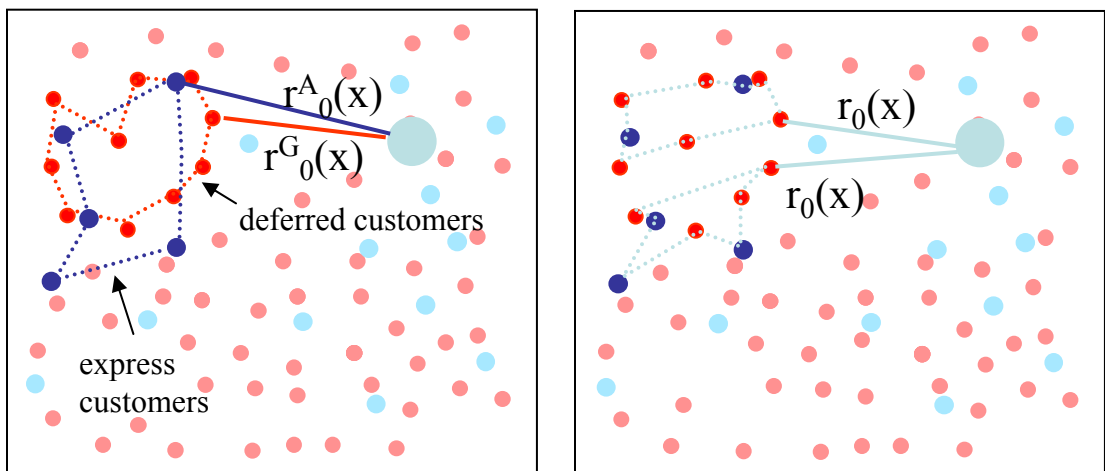 r^A_0(x)
r^G_0(x)
deferred customers
express
customers
r_0(x)
r_0(x)